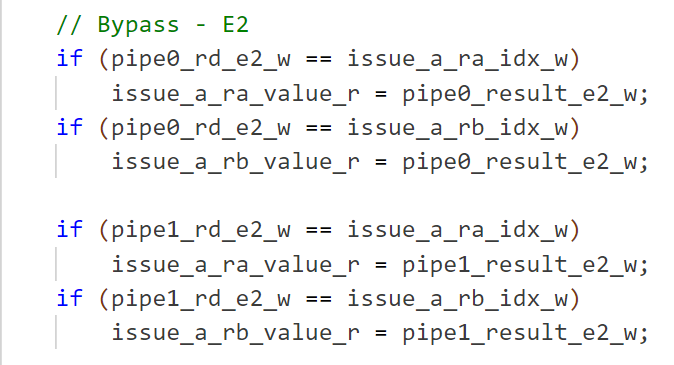 // Bypass - E2
if (pipe0_rd_e2_w == issue_a_ra_idx_w)
issue_a_ra_value_r = pipe0_result_e2_w;
if (pipe0_rd_e2_w == issue_a_rb_idx_w)
issue_a_rb_value_r = pipe0_result_e2_w;
if (pipe1_rd_e2_w == issue_a_ra_idx_w)
issue_a_ra_value_r = pipe1_result_e2_w;
if (pipe1_rd_e2_w == issue_a_rb_idx_w)
issue_a_rb_value_r = pipe1_result_e2_w;